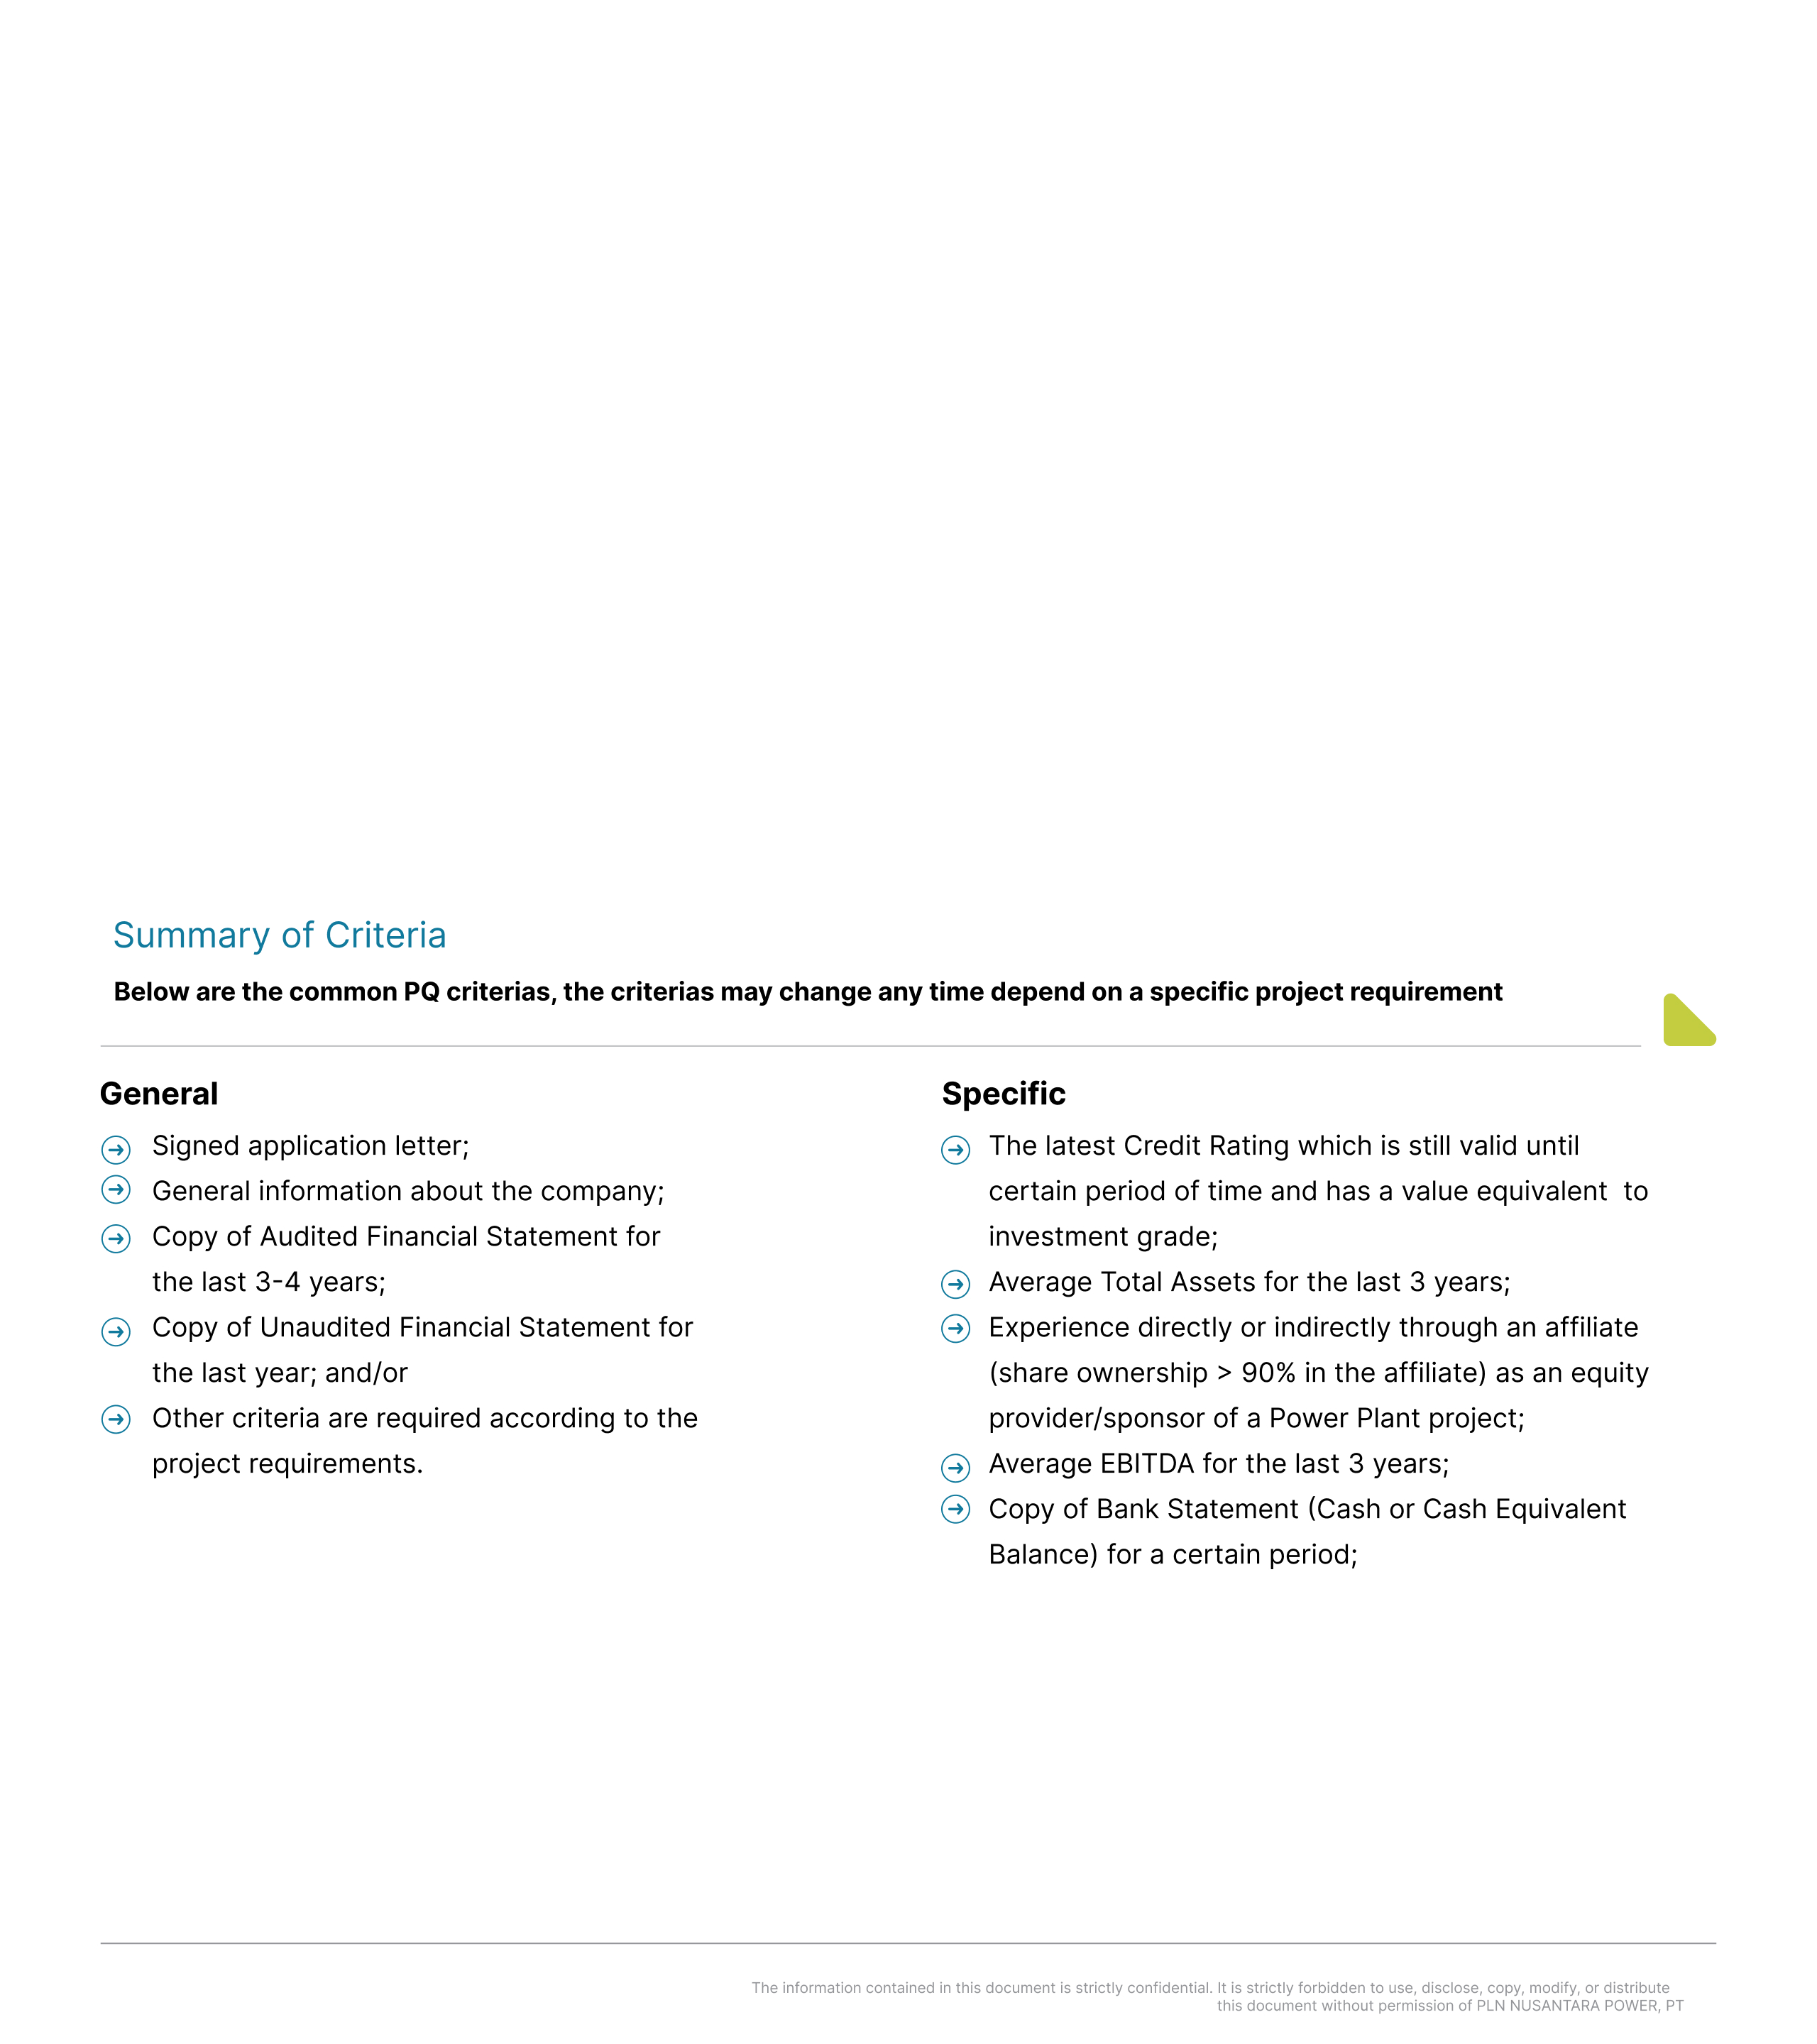 Summary of Criteria
Below are the common PQ criterias, the criterias may change any time depend on a specific project requirement
General
Signed application letter;
General information about the company;
Copy of Audited Financial Statement for
the last 3-4 years;
Copy of Unaudited Financial Statement for
the last year; and/or
Other criteria are required according to the
project requirements.
Specific
The latest Credit Rating which is still valid until
certain period of time and has a value equivalent  to
investment grade;
Average Total Assets for the last 3 years;
Experience directly or indirectly through an affiliate
(share ownership > 90% in the affiliate) as an equity
provider/sponsor of a Power Plant project;
Average EBITDA for the last 3 years;
Copy of Bank Statement (Cash or Cash Equivalent
Balance) for a certain period;
The information contained in this document is strictly confidential. It is strictly forbidden to use, disclose, copy, modify, or distribute
this document without permission of PLN NUSANTARA POWER, PT